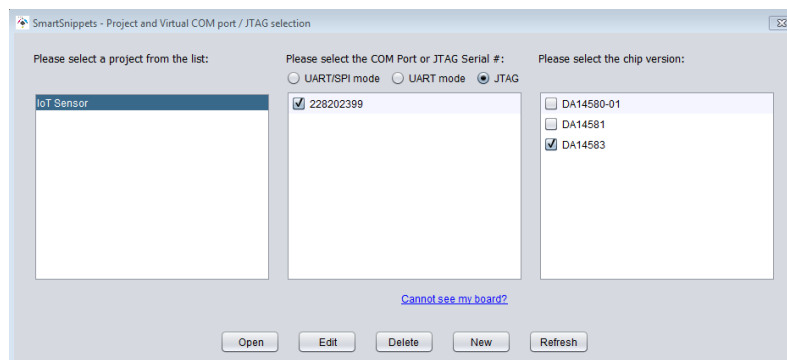 SmartSnippets - Project and Virtual COM port / JTAG selection
Please select a project from the list:
IoT Sensor
Please select the COM Port or JTAG Serial #:
UART/SPI mode UART mode JTAG
228202399
Please select the chip version:
DA14580-01
DA14581
DA14583
Cannot see my board?
Open Edit Delete New Refresh